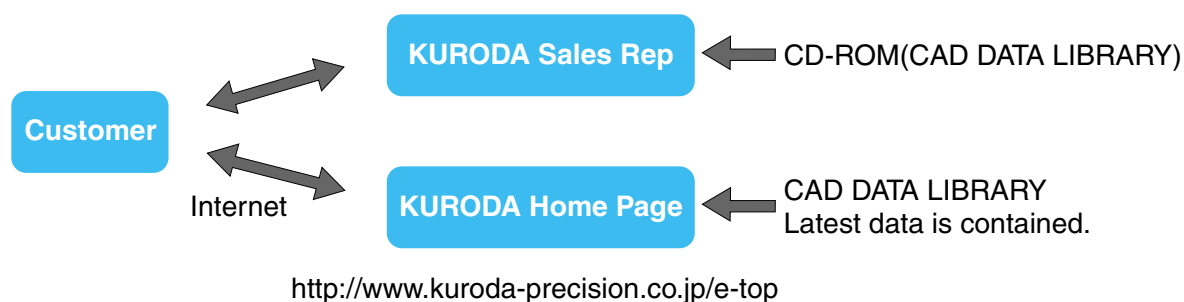 KURODA Sales Rep
CD-ROM(CAD DATA LIBRARY)
Customer
Internet
KURODA Home Page
CAD DATA LIBRARY
Latest data is contained.
http://www.kuroda-precision.co.jp/e-top